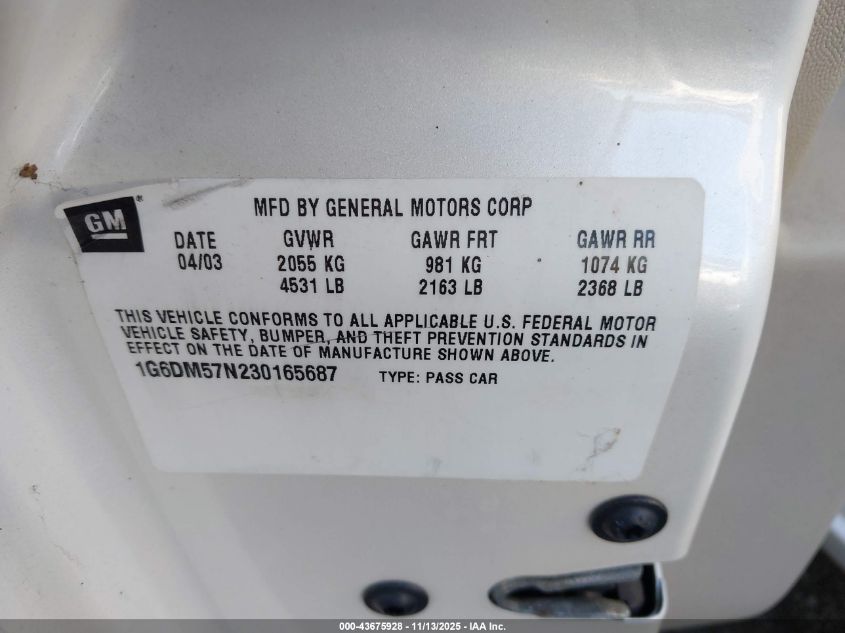 GM
MFD BY GENERAL MOTORS CORP
DATE GVWR GAWR FRT GAWR RR
04/03 2055 KG 981 KG 1074 KG
4531 LB 2163 LB 2368 LB
THIS VEHICLE CONFORMS TO ALL APPLICABLE U.S. FEDERAL MOTOR
VEHICLE SAFETY, BUMPER, AND THEFT PREVENTION STANDARDS IN
EFFECT ON THE DATE OF MANUFACTURE SHOWN ABOVE.
1G6DM57N230165687 TYPE: PASS CAR
000-43675928 - 11/13/2025 - IAA Inc.